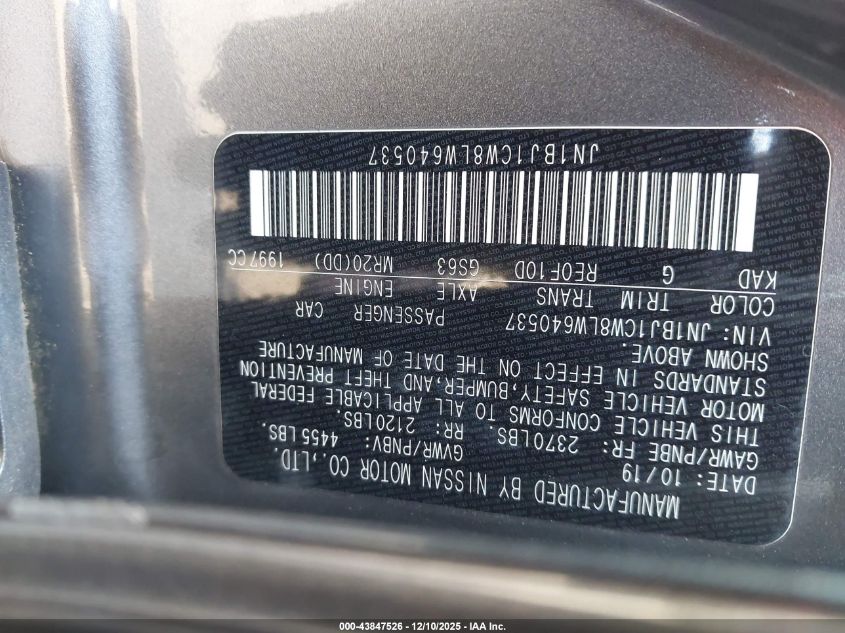 MANUFACTURED BY NISSAN MOTOR CO.,LTD.
DATE: 10/19 GVWR/PNBV: 4455 LBS.
GAWR/PNBE FR: 2370LBS. RR: 2120LBS.
THIS VEHICLE CONFORMS TO ALL APPLICABLE FEDERAL
MOTOR VEHICLE SAFETY,BUMPER,AND THEFT PREVENTION
STANDARDS IN EFFECT ON THE DATE OF MANUFACTURE
SHOWN ABOVE.
VIN: JN1BJ1CW8LW640537 PASSENGER CAR
COLOR TRIM TRANS AXLE ENGINE
KAD G RE0F10D GS63 MR20(DD) 1997CC
JN1BJ1CW8LW640537
000-43847526 - 12/10/2025 - IAA Inc.